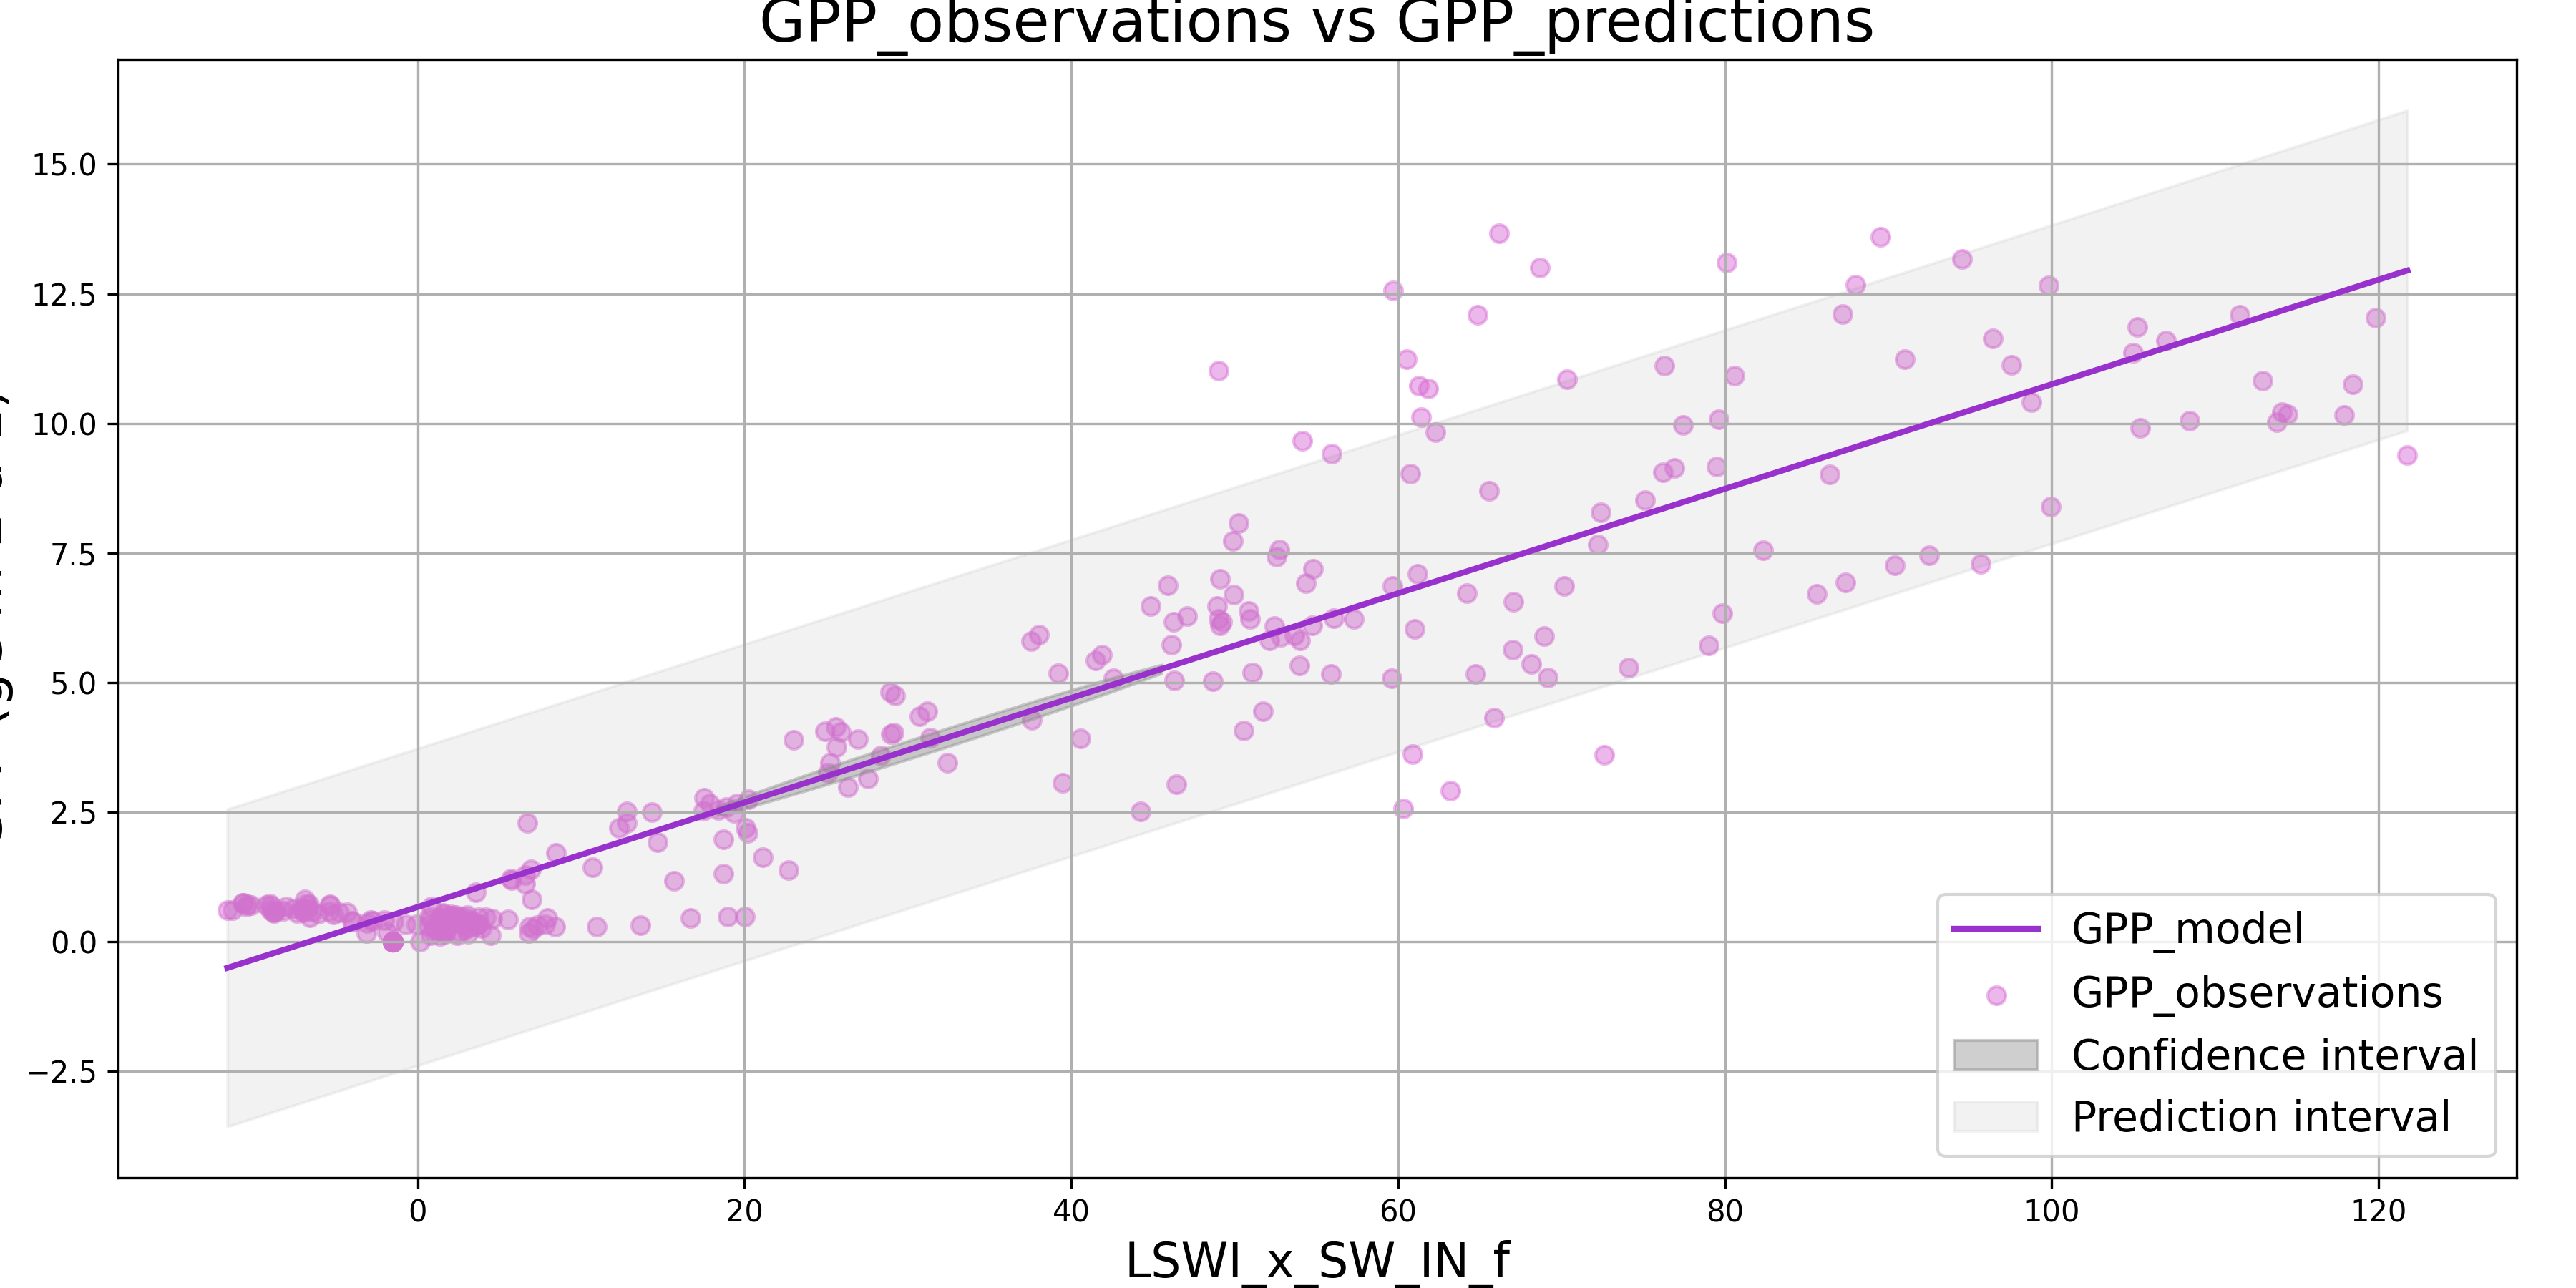 GPP_observations vs GPP_predictions
15.0
12.5
10.0
7.5
5.0
2.5
0.0
−2.5
0 20 40 60 80 100 120
LSWI_x_SW_IN_f
GPP_model
GPP_observations
Confidence interval
Prediction interval